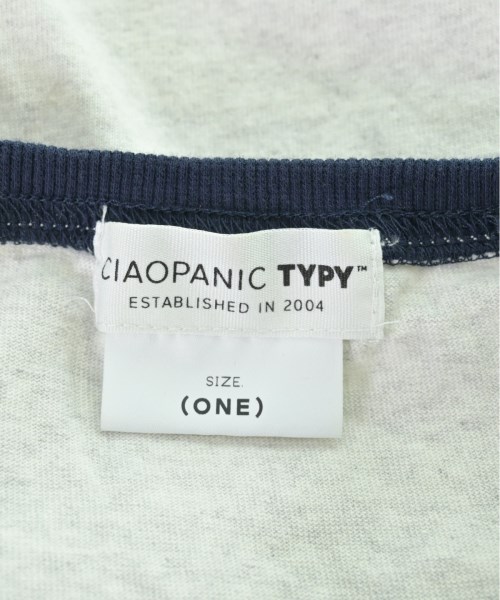 CIAOPANIC TYPY™
ESTABLISHED IN 2004
SIZE.
(ONE)